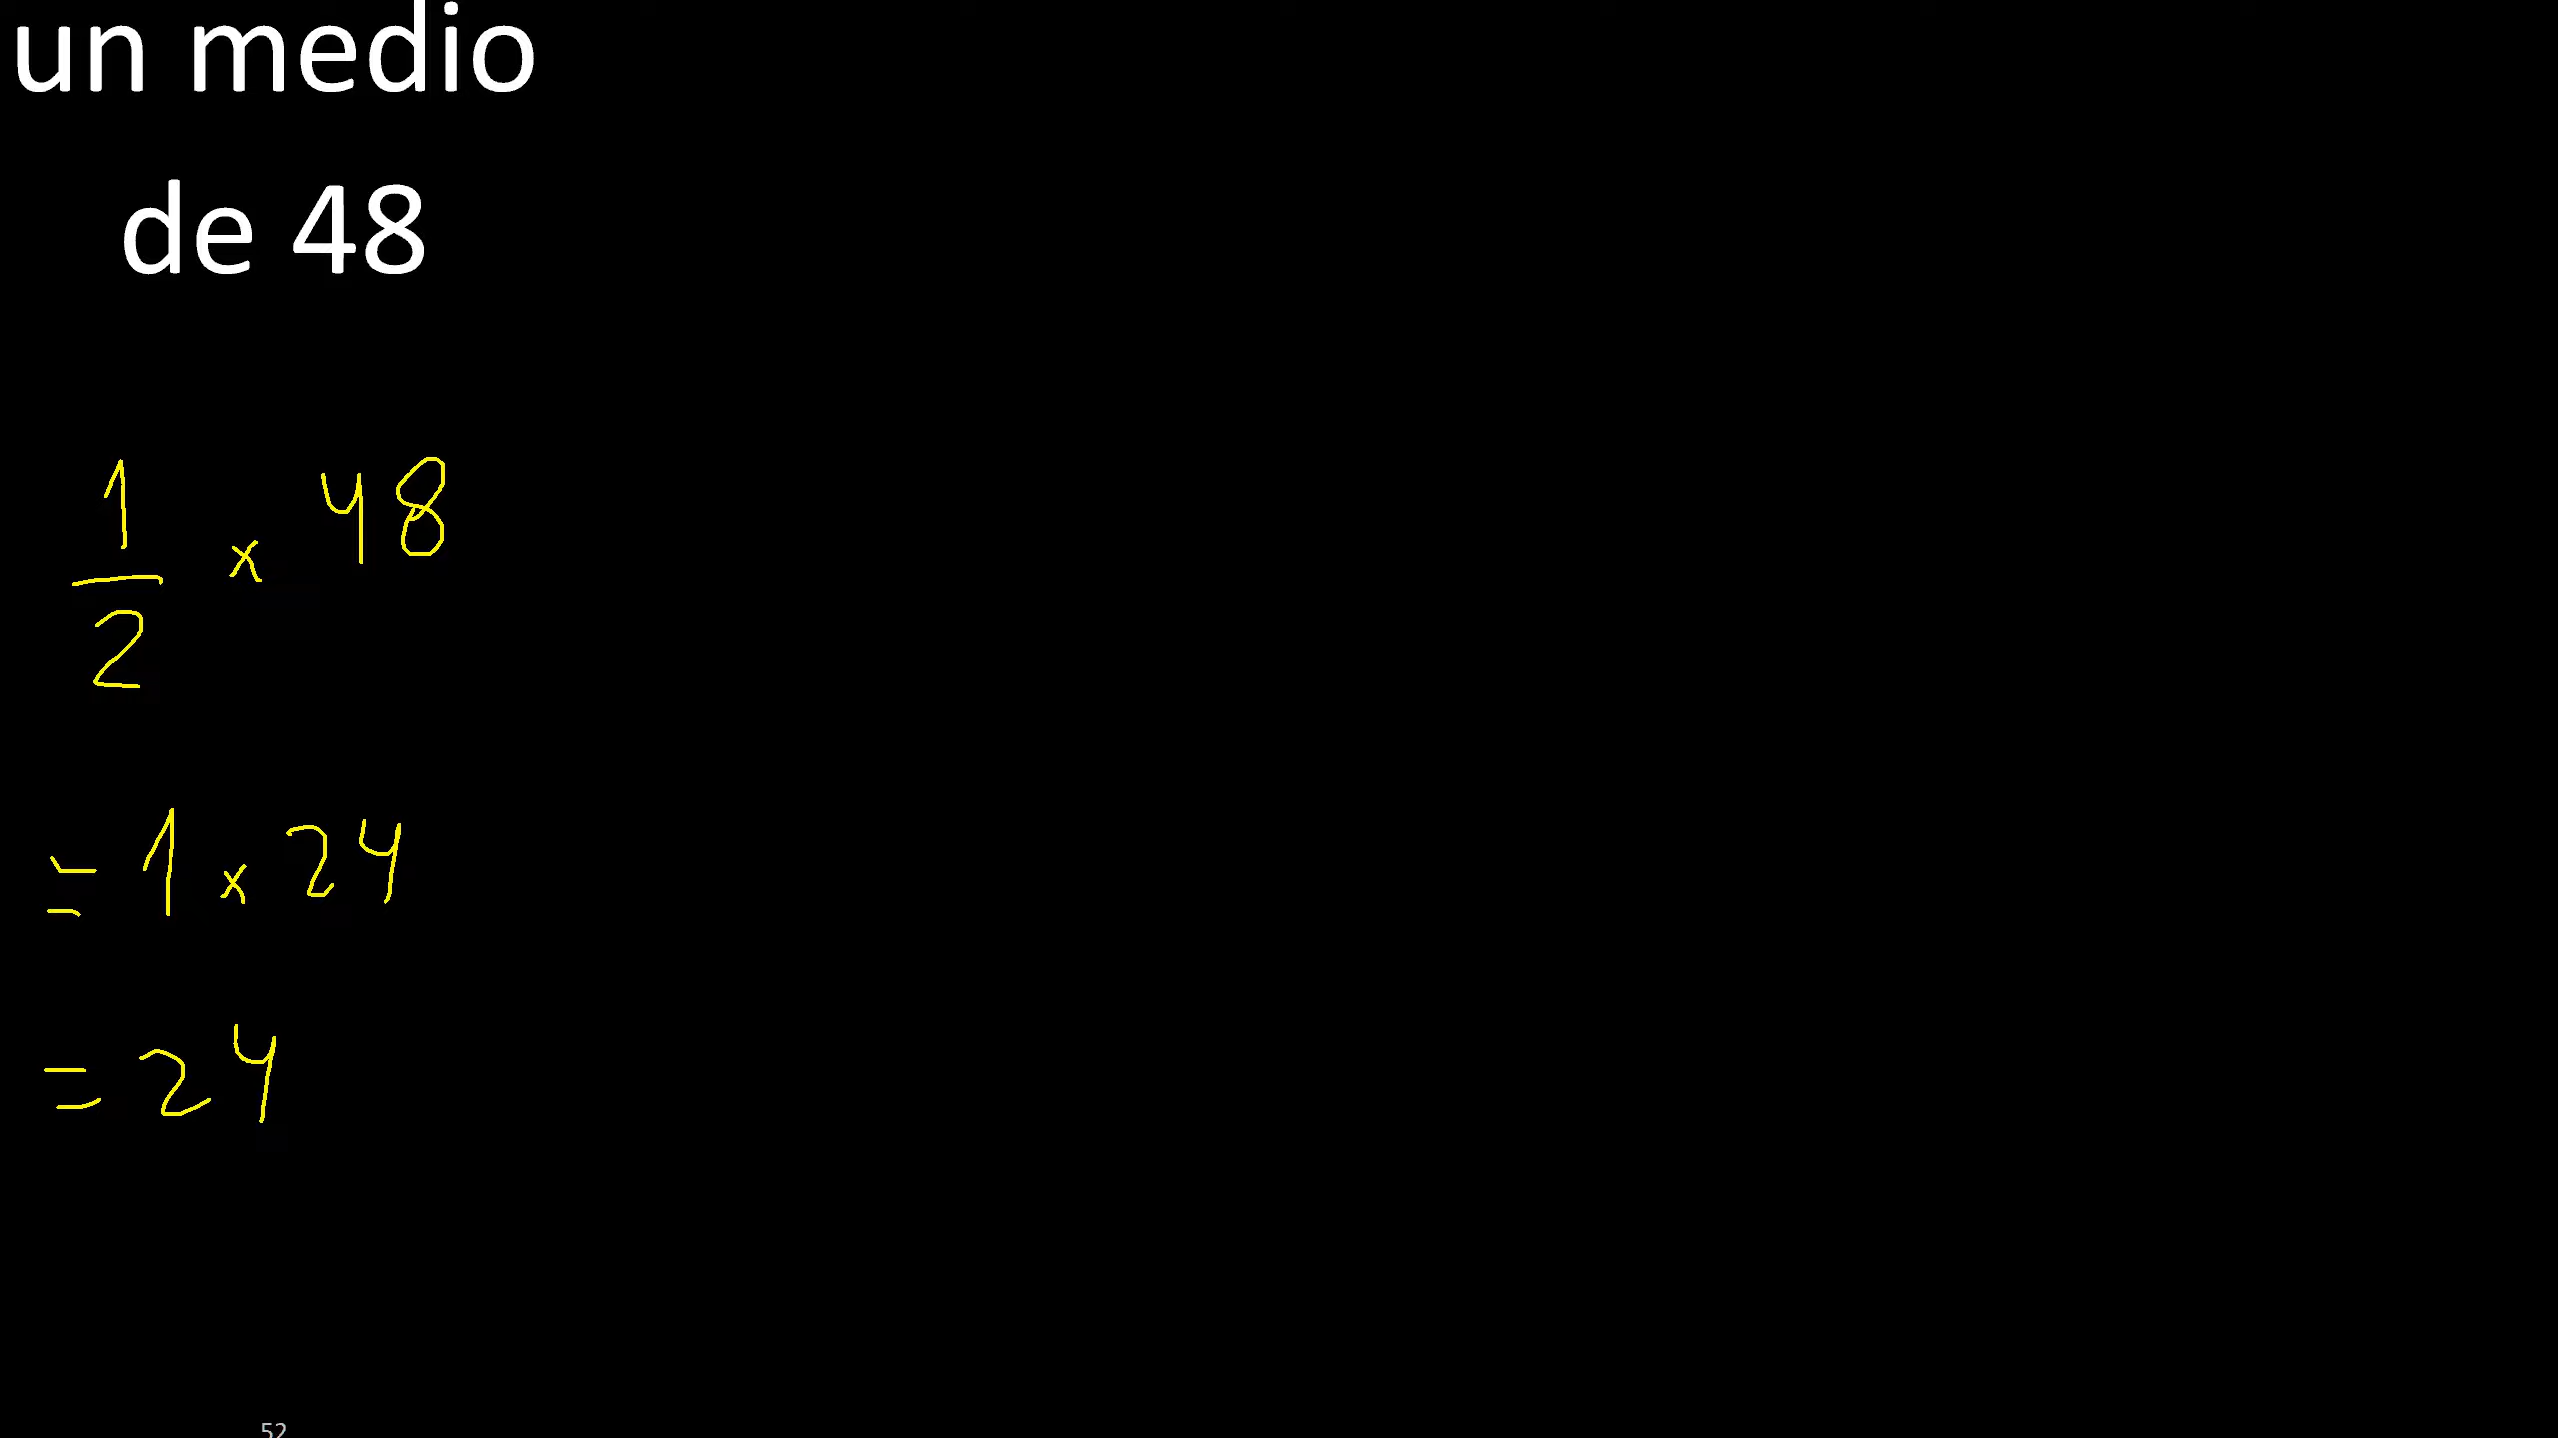 un medio
de 48
1/2 x 48
= 1 x 24
= 24
52